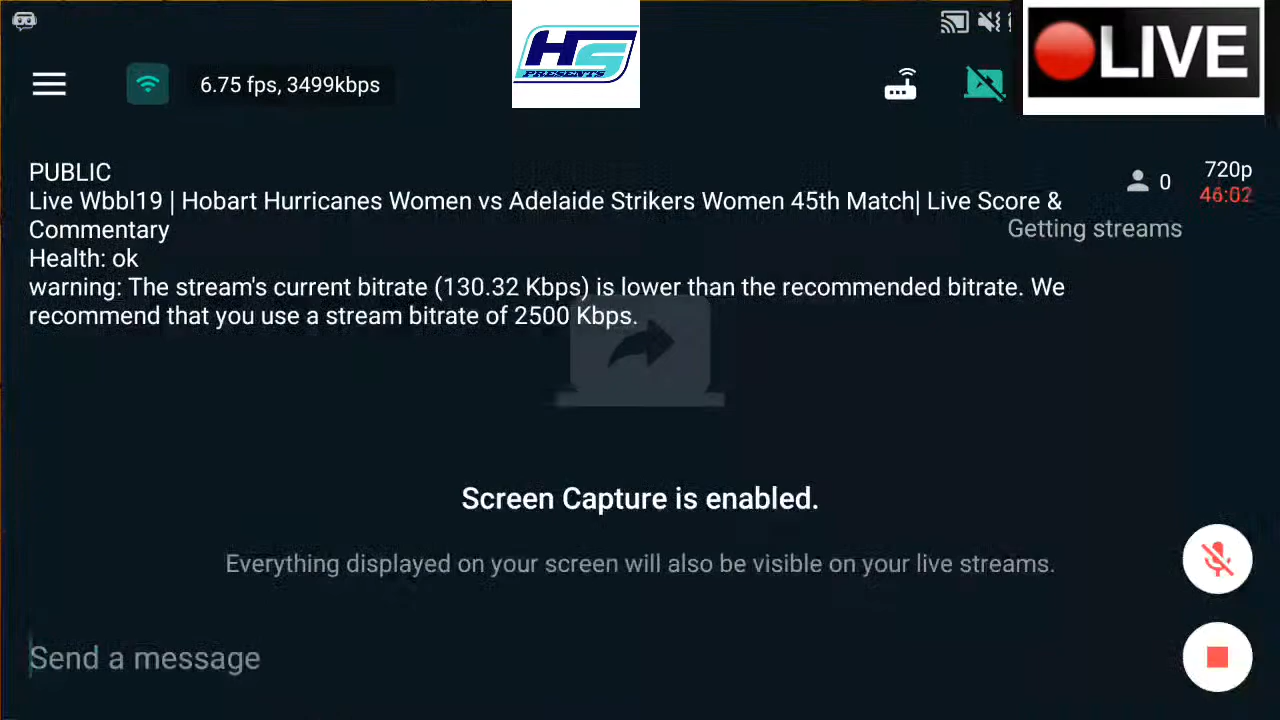 HS
PRESENTS
LIVE
6.75 fps, 3499kbps
PUBLIC
720p
0
46:02
Live Wbbl19 | Hobart Hurricanes Women vs Adelaide Strikers Women 45th Match| Live Score &
Commentary
Getting streams
Health: ok
warning: The stream's current bitrate (130.32 Kbps) is lower than the recommended bitrate. We
recommend that you use a stream bitrate of 2500 Kbps.
Screen Capture is enabled.
Everything displayed on your screen will also be visible on your live streams.
Send a message